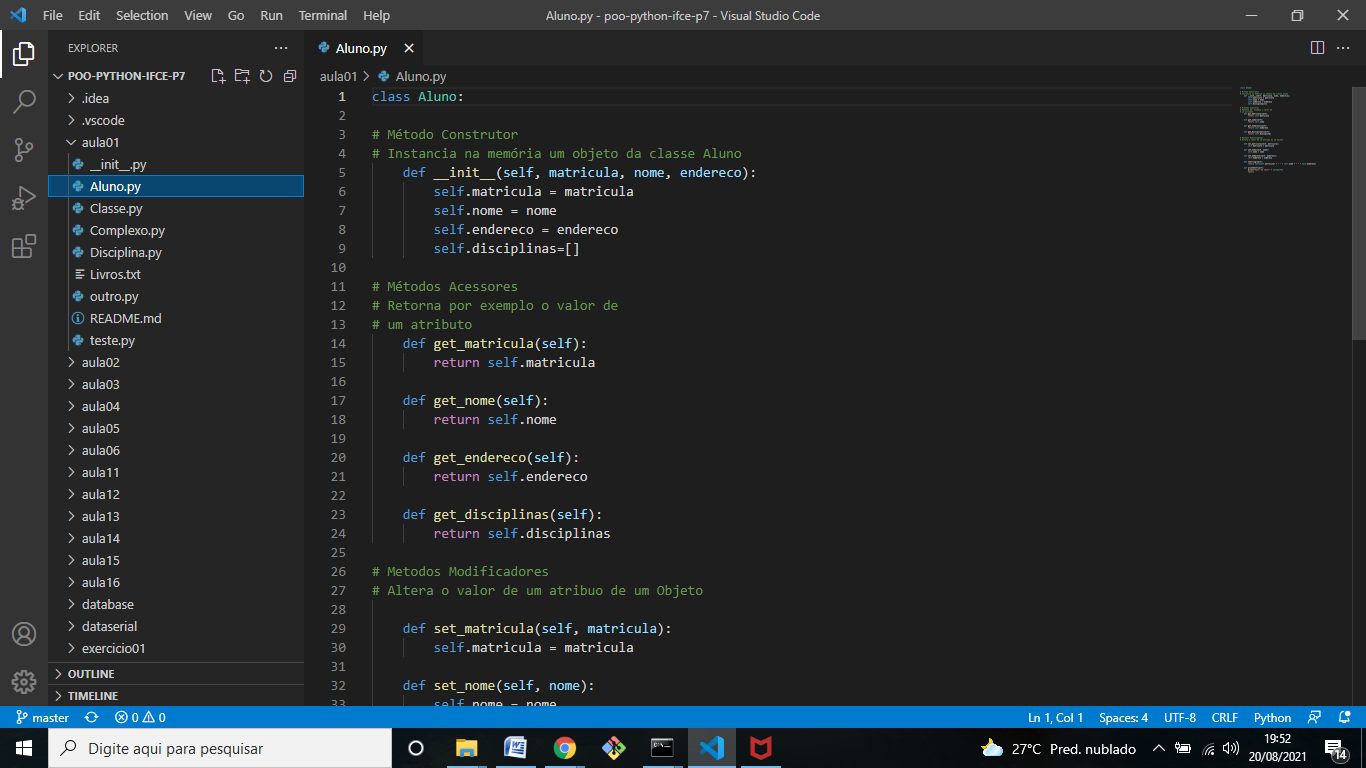 File Edit Selection View Go Run Terminal Help
Aluno.py - poo-python-ifce-p7 - Visual Studio Code
EXPLORER
POO-PYTHON-IFCE-P7
.idea
.vscode
aula01
__init__.py
Aluno.py
Classe.py
Complexo.py
Disciplina.py
Livros.txt
outro.py
README.md
teste.py
aula02
aula03
aula04
aula05
aula06
aula11
aula12
aula13
aula14
aula15
aula16
database
dataserial
exercicio01
OUTLINE
TIMELINE
Aluno.py
aula01 > Aluno.py
1 class Aluno:
2
3 # Método Construtor
4 # Instancia na memória um objeto da classe Aluno
5     def __init__(self, matricula, nome, endereco):
6         self.matricula = matricula
7         self.nome = nome
8         self.endereco = endereco
9         self.disciplinas=[]
10
11 # Métodos Acessores
12 # Retorna por exemplo o valor de
13 # um atributo
14     def get_matricula(self):
15         return self.matricula
16
17     def get_nome(self):
18         return self.nome
19
20     def get_endereco(self):
21         return self.endereco
22
23     def get_disciplinas(self):
24         return self.disciplinas
25
26 # Metodos Modificadores
27 # Altera o valor de um atribuo de um Objeto
28
29     def set_matricula(self, matricula):
30         self.matricula = matricula
31
32     def set_nome(self, nome):
33         self.nome = nome
master 0 0
Ln 1, Col 1 Spaces: 4 UTF-8 CRLF Python
Digite aqui para pesquisar
27°C Pred. nublado
19:52
20/08/2021
14